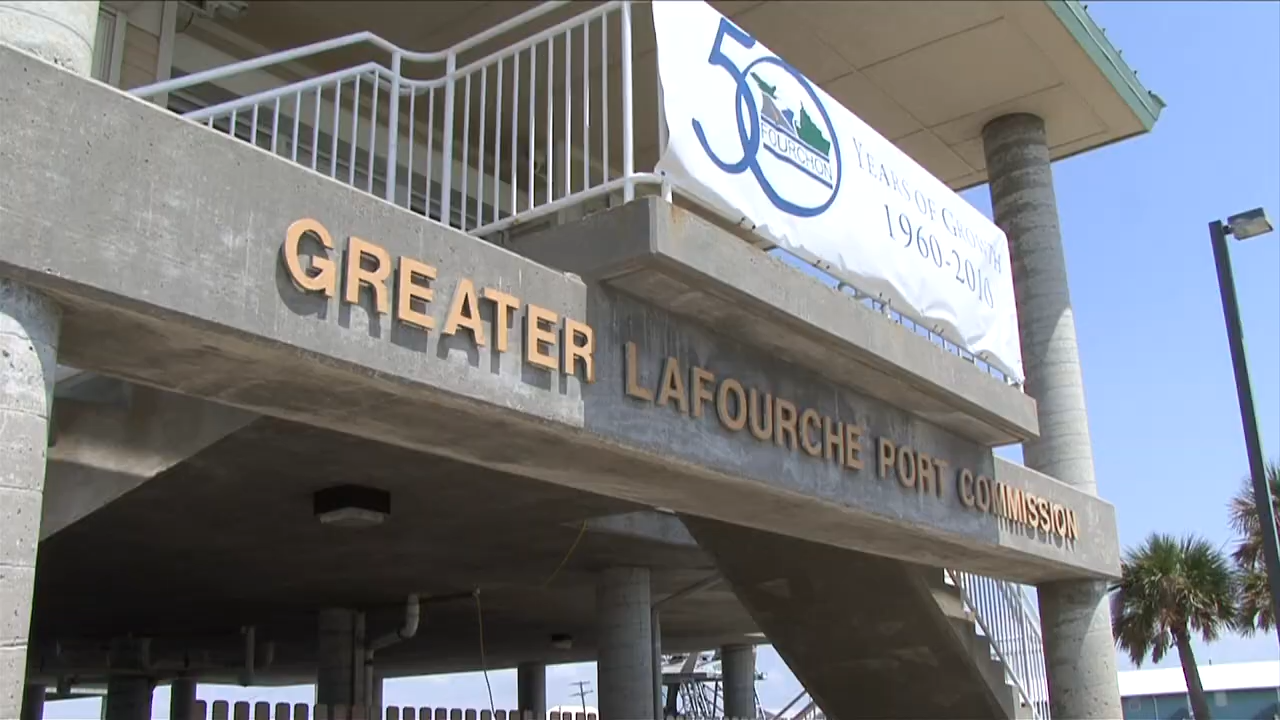 50
FOURCHON
YEARS OF GROWTH
1960-2010
GREATER LAFOURCHE PORT COMMISSION